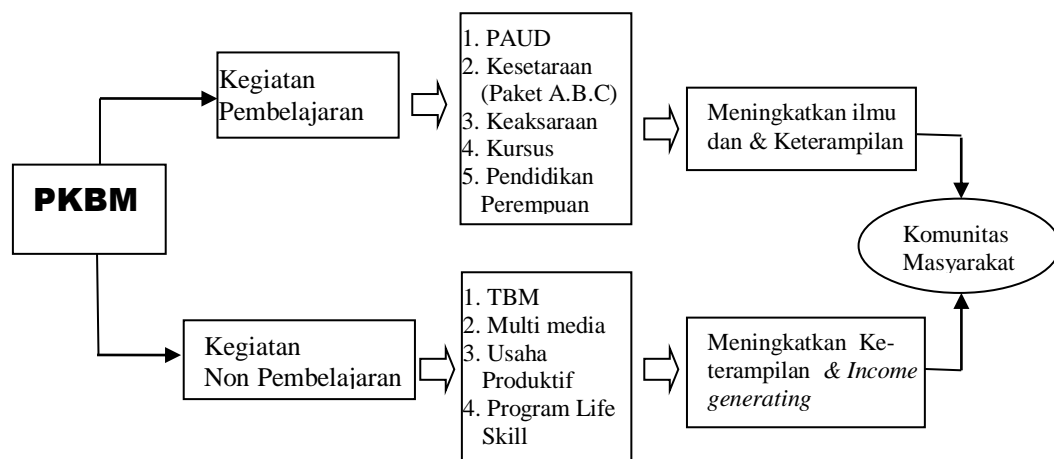 PKBM
Kegiatan
Pembelajaran
1. PAUD
2. Kesetaraan
(Paket A.B.C)
3. Keaksaraan
4. Kursus
5. Pendidikan
Perempuan
Meningkatkan ilmu
dan & Keterampilan
Kegiatan
Non Pembelajaran
1. TBM
2. Multi media
3. Usaha
Produktif
4. Program Life
Skill
Meningkatkan Ke-
terampilan & Income
generating
Komunitas
Masyarakat